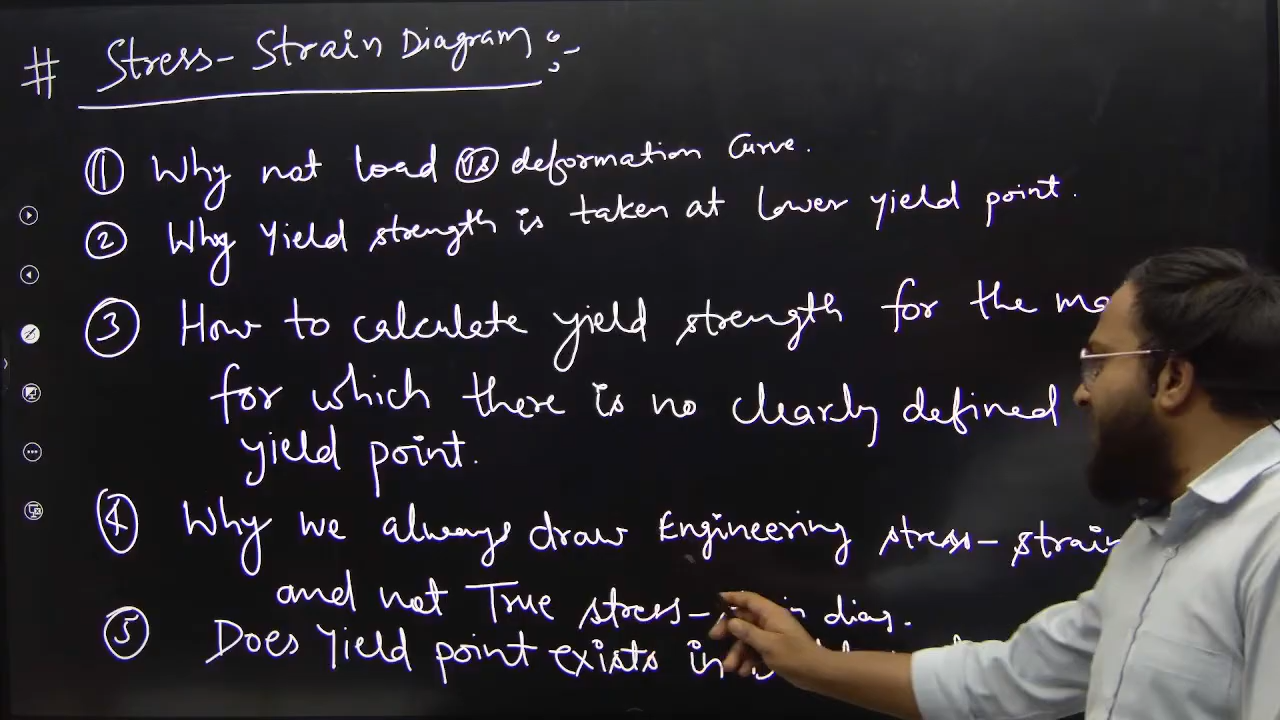 # Stress-Strain Diagram :-
① Why not load vs deformation curve.
② Why Yield strength is taken at lower yield point.
③ How to calculate yield strength for the
for which there is no clearly defined
yield point.
④ Why we always draw Engineering stress-strain
and not True stress- diag.
⑤ Does Yield point exists in